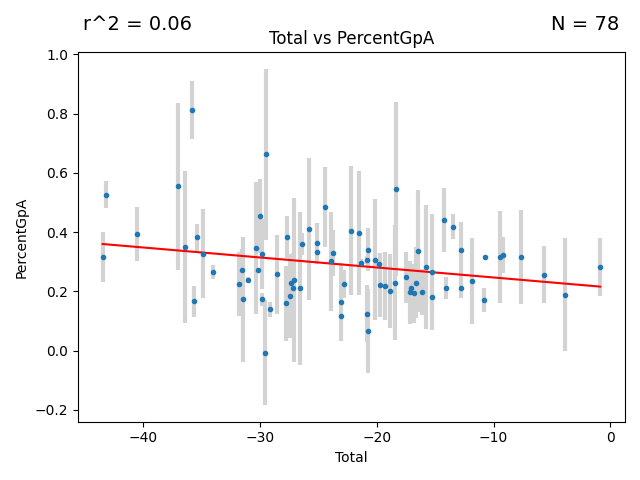 r^2 = 0.06
N = 78
Total vs PercentGpA
1.0
0.8
0.6
0.4
0.2
0.0
−0.2
PercentGpA
−40
−30
−20
−10
0
Total